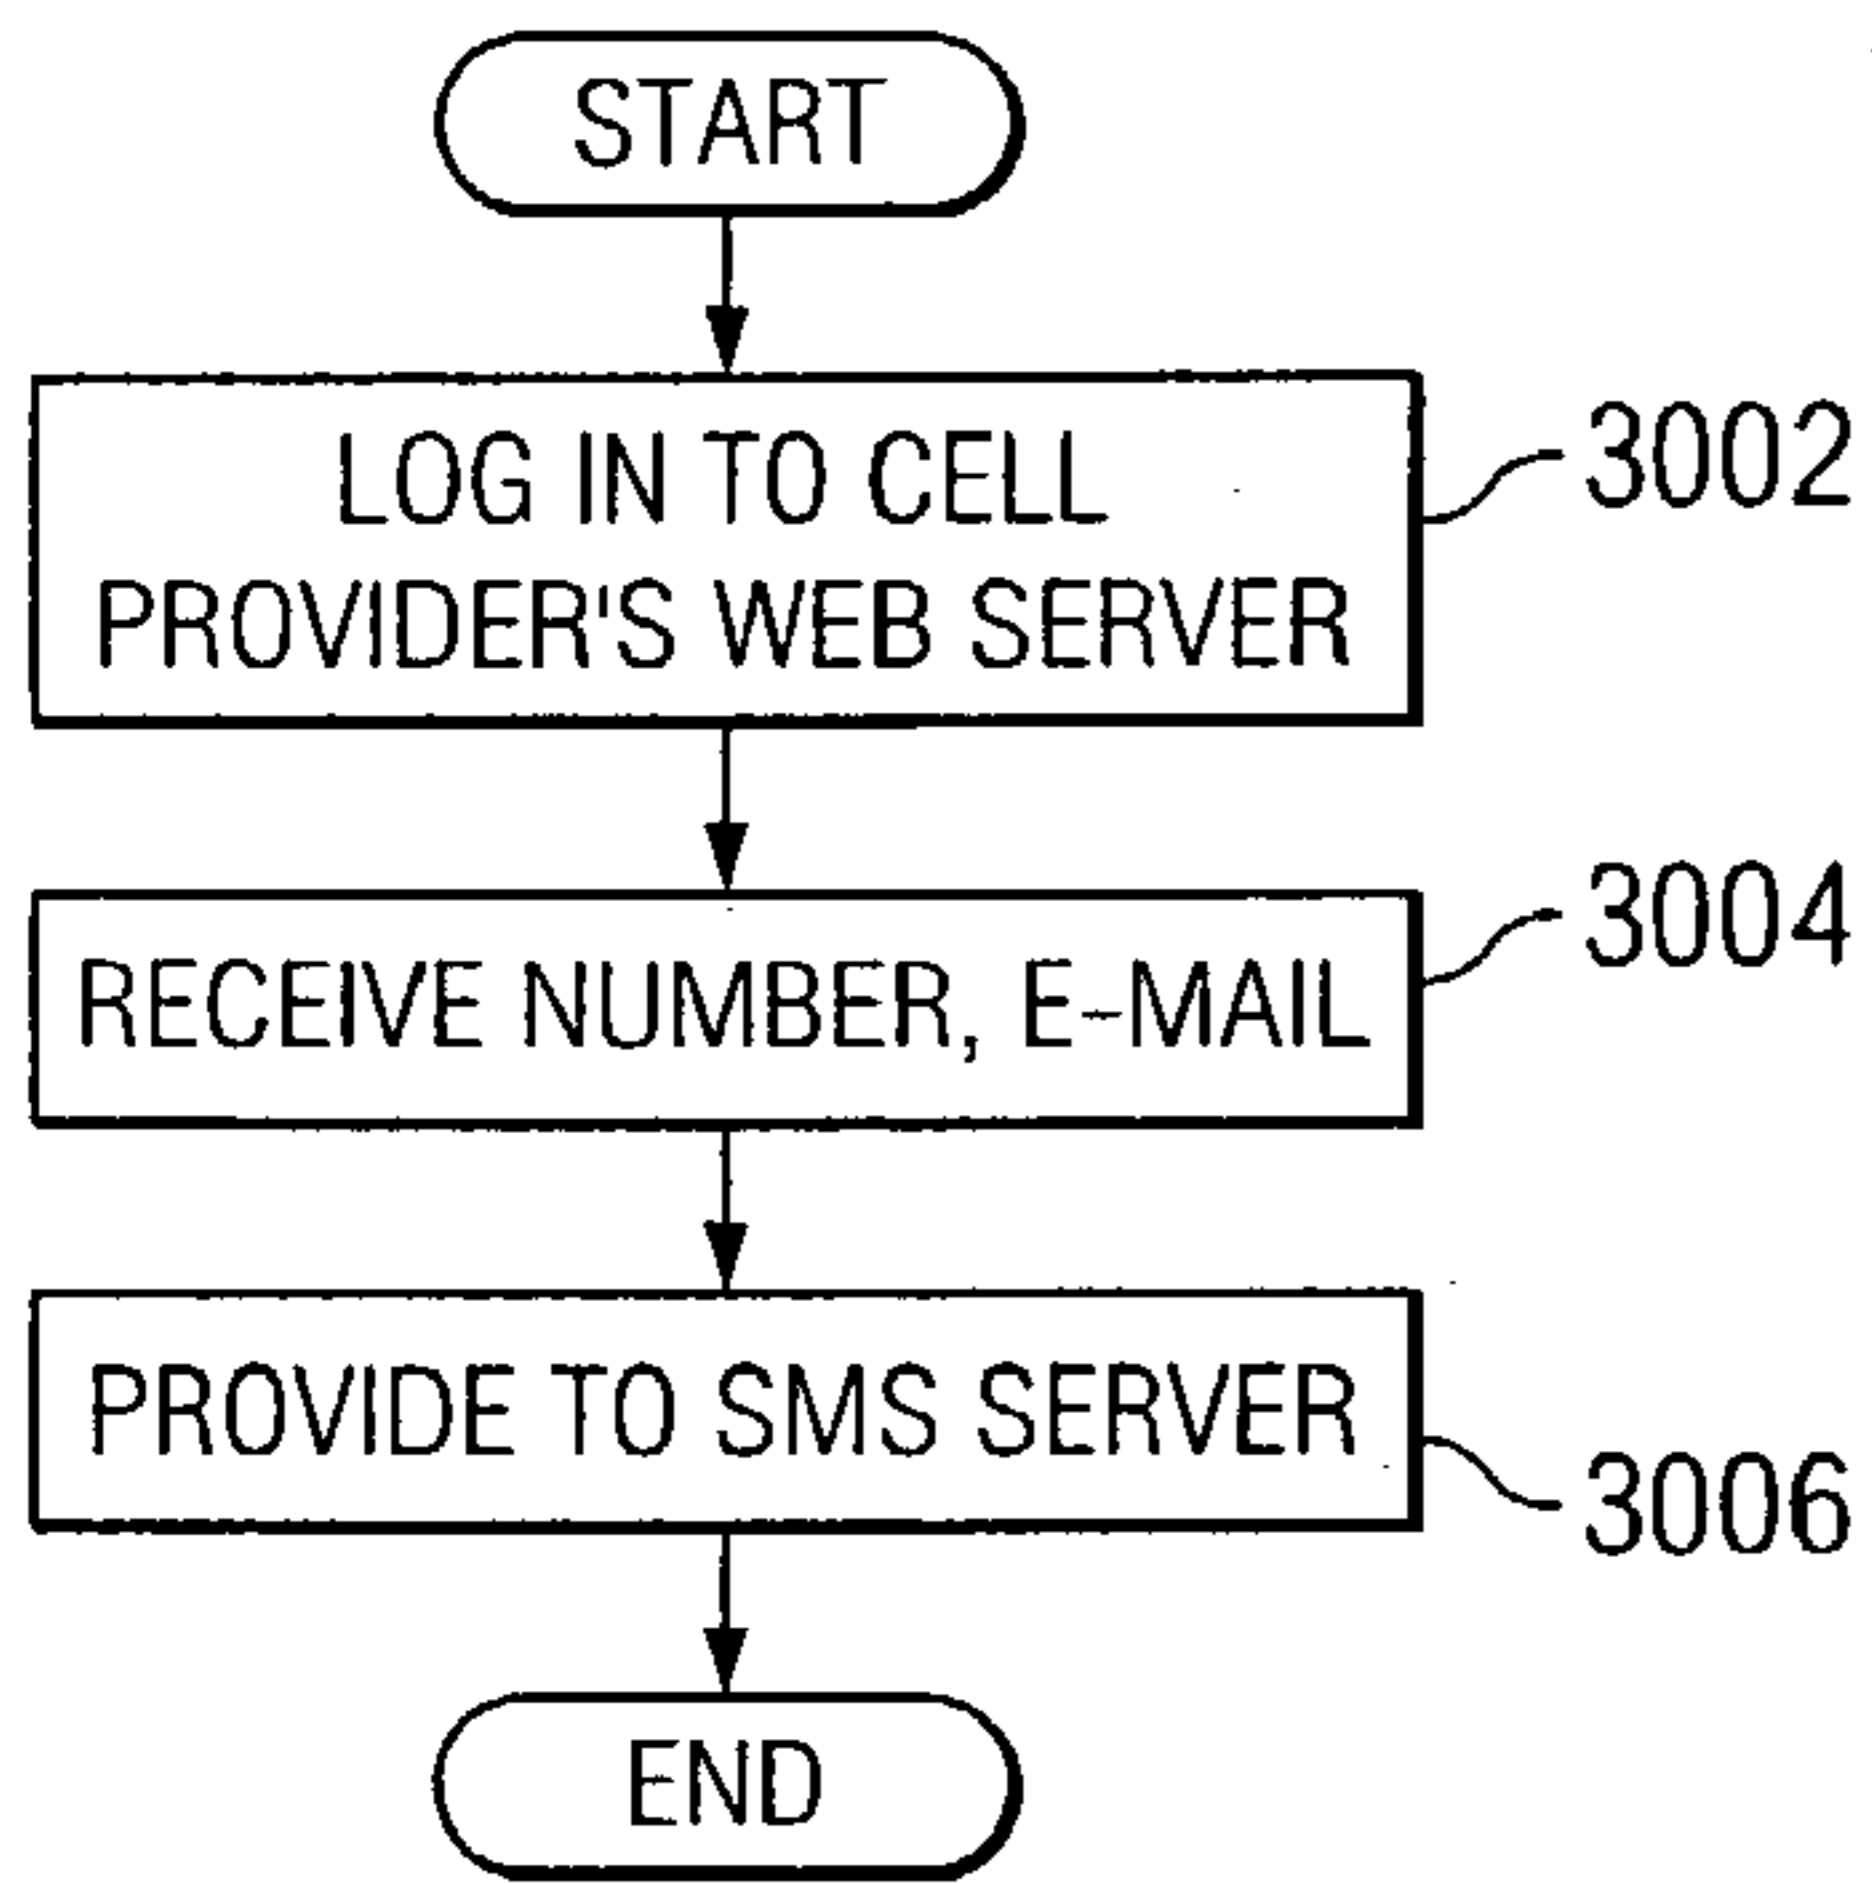 START
LOG IN TO CELL
PROVIDER'S WEB SERVER
3002
RECEIVE NUMBER, E-MAIL
3004
PROVIDE TO SMS SERVER
3006
END